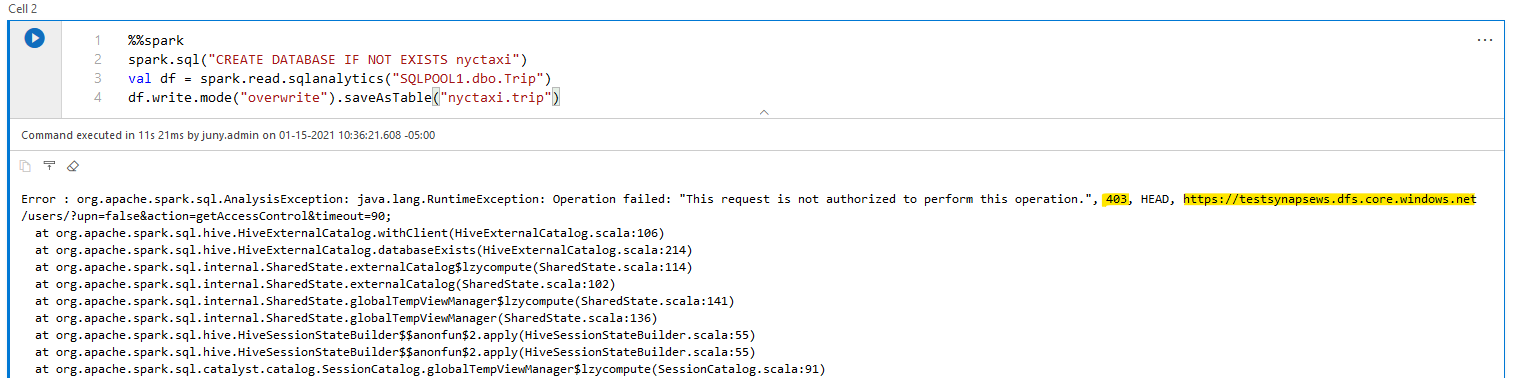 Cell 2
1 %%spark
2 spark.sql("CREATE DATABASE IF NOT EXISTS nyctaxi")
3 val df = spark.read.sqlanalytics("SQLPOOL1.dbo.Trip")
4 df.write.mode("overwrite").saveAsTable("nyctaxi.trip")
Command executed in 11s 21ms by juny.admin on 01-15-2021 10:36:21.608 -05:00
Error : org.apache.spark.sql.AnalysisException: java.lang.RuntimeException: Operation failed: "This request is not authorized to perform this operation.", 403, HEAD, https://testsynapsews.dfs.core.windows.net
/users/?upn=false&action=getAccessControl&timeout=90;
at org.apache.spark.sql.hive.HiveExternalCatalog.withClient(HiveExternalCatalog.scala:106)
at org.apache.spark.sql.hive.HiveExternalCatalog.databaseExists(HiveExternalCatalog.scala:214)
at org.apache.spark.sql.internal.SharedState.externalCatalog$lzycompute(SharedState.scala:114)
at org.apache.spark.sql.internal.SharedState.externalCatalog(SharedState.scala:102)
at org.apache.spark.sql.internal.SharedState.globalTempViewManager$lzycompute(SharedState.scala:141)
at org.apache.spark.sql.internal.SharedState.globalTempViewManager(SharedState.scala:136)
at org.apache.spark.sql.hive.HiveSessionStateBuilder$$anonfun$2.apply(HiveSessionStateBuilder.scala:55)
at org.apache.spark.sql.hive.HiveSessionStateBuilder$$anonfun$2.apply(HiveSessionStateBuilder.scala:55)
at org.apache.spark.sql.catalyst.catalog.SessionCatalog.globalTempViewManager$lzycompute(SessionCatalog.scala:91)